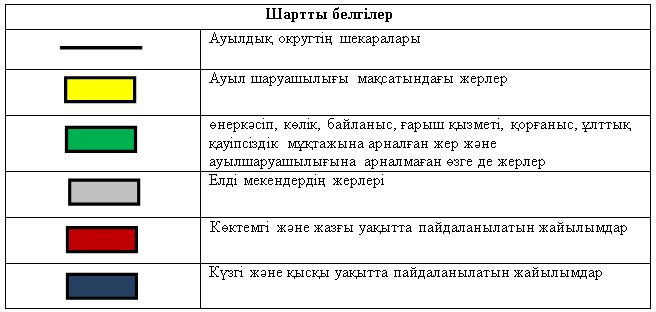 Шартты белгілер
Ауылдық округтің шекаралары
Ауыл шаруашылығы мақсатындағы жерлер
өнеркәсіп, көлік, байланыс, ғарыш қызметі, қорғаныс, ұлттық
қауіпсіздік мұқтажына арналған жер және
ауылшаруашылығына арналмаған өзге де жерлер
Елді мекендердің жерлері
Көктемгі және жазғы уақытта пайдаланылатын жайылымдар
Күзгі және қысқы уақытта пайдаланылатын жайылымдар